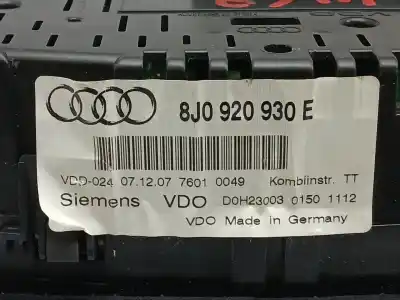 8J0 920 930 E
VDD-024 07.12.07 7601 0049 Kombiinstr. TT
Siemens VDO D0H23003 0150 1112
VDO Made in Germany